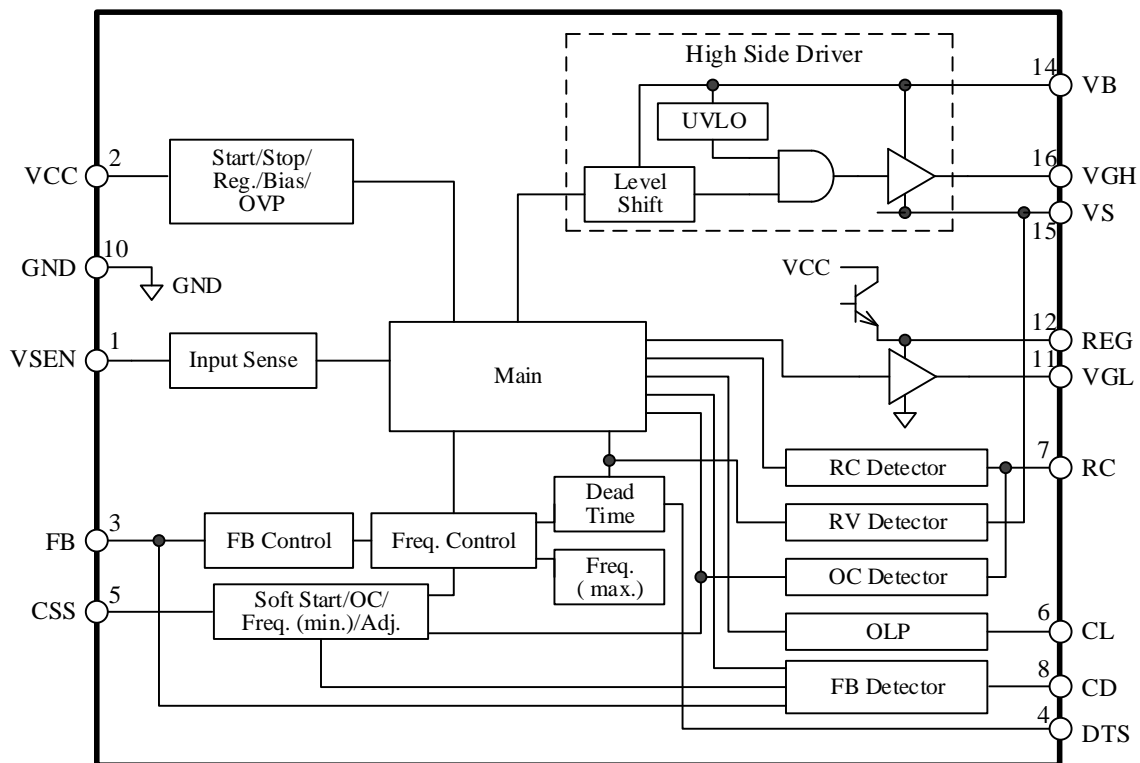 High Side Driver
14
VB
UVLO
2
VCC
Start/Stop/
Reg./Bias/
OVP
Level
Shift
16
VGH
VS
15
10
GND
GND
VCC
1
VSEN
Input Sense
Main
12
REG
11
VGL
7
RC
RC Detector
Dead
Time
RV Detector
3
FB
FB Control
Freq. Control
Freq.
( max.)
OC Detector
5
CSS
Soft Start/OC/
Freq. (min.)/Adj.
OLP
6
CL
FB Detector
8
CD
4
DTS